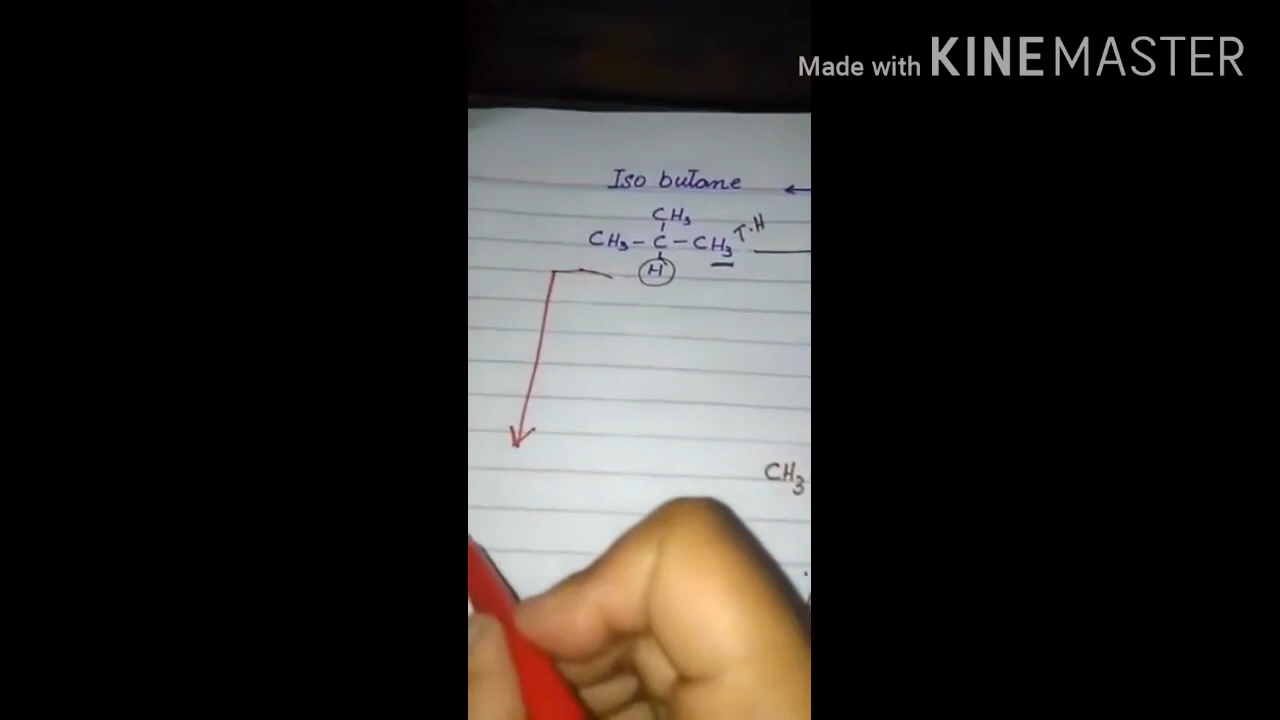 Made with KINEMASTER
Iso butane
CH₃
CH₃ - C - CH₃ T.H
H
CH₃